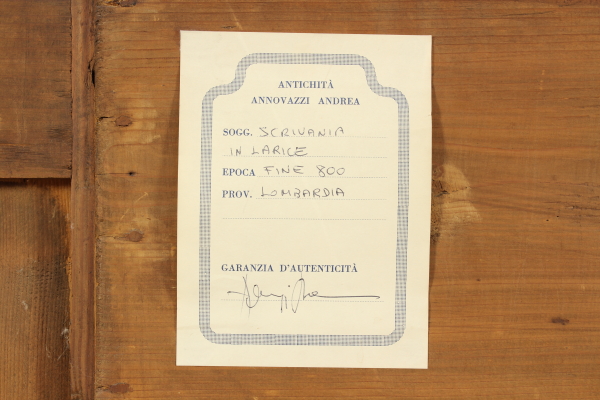 ANTICHITÀ
ANNOVAZZI ANDREA
SOGG. SCRIVANIA
IN LARICE
EPOCA FINE 800
PROV. LOMBARDIA
GARANZIA D'AUTENTICITÀ